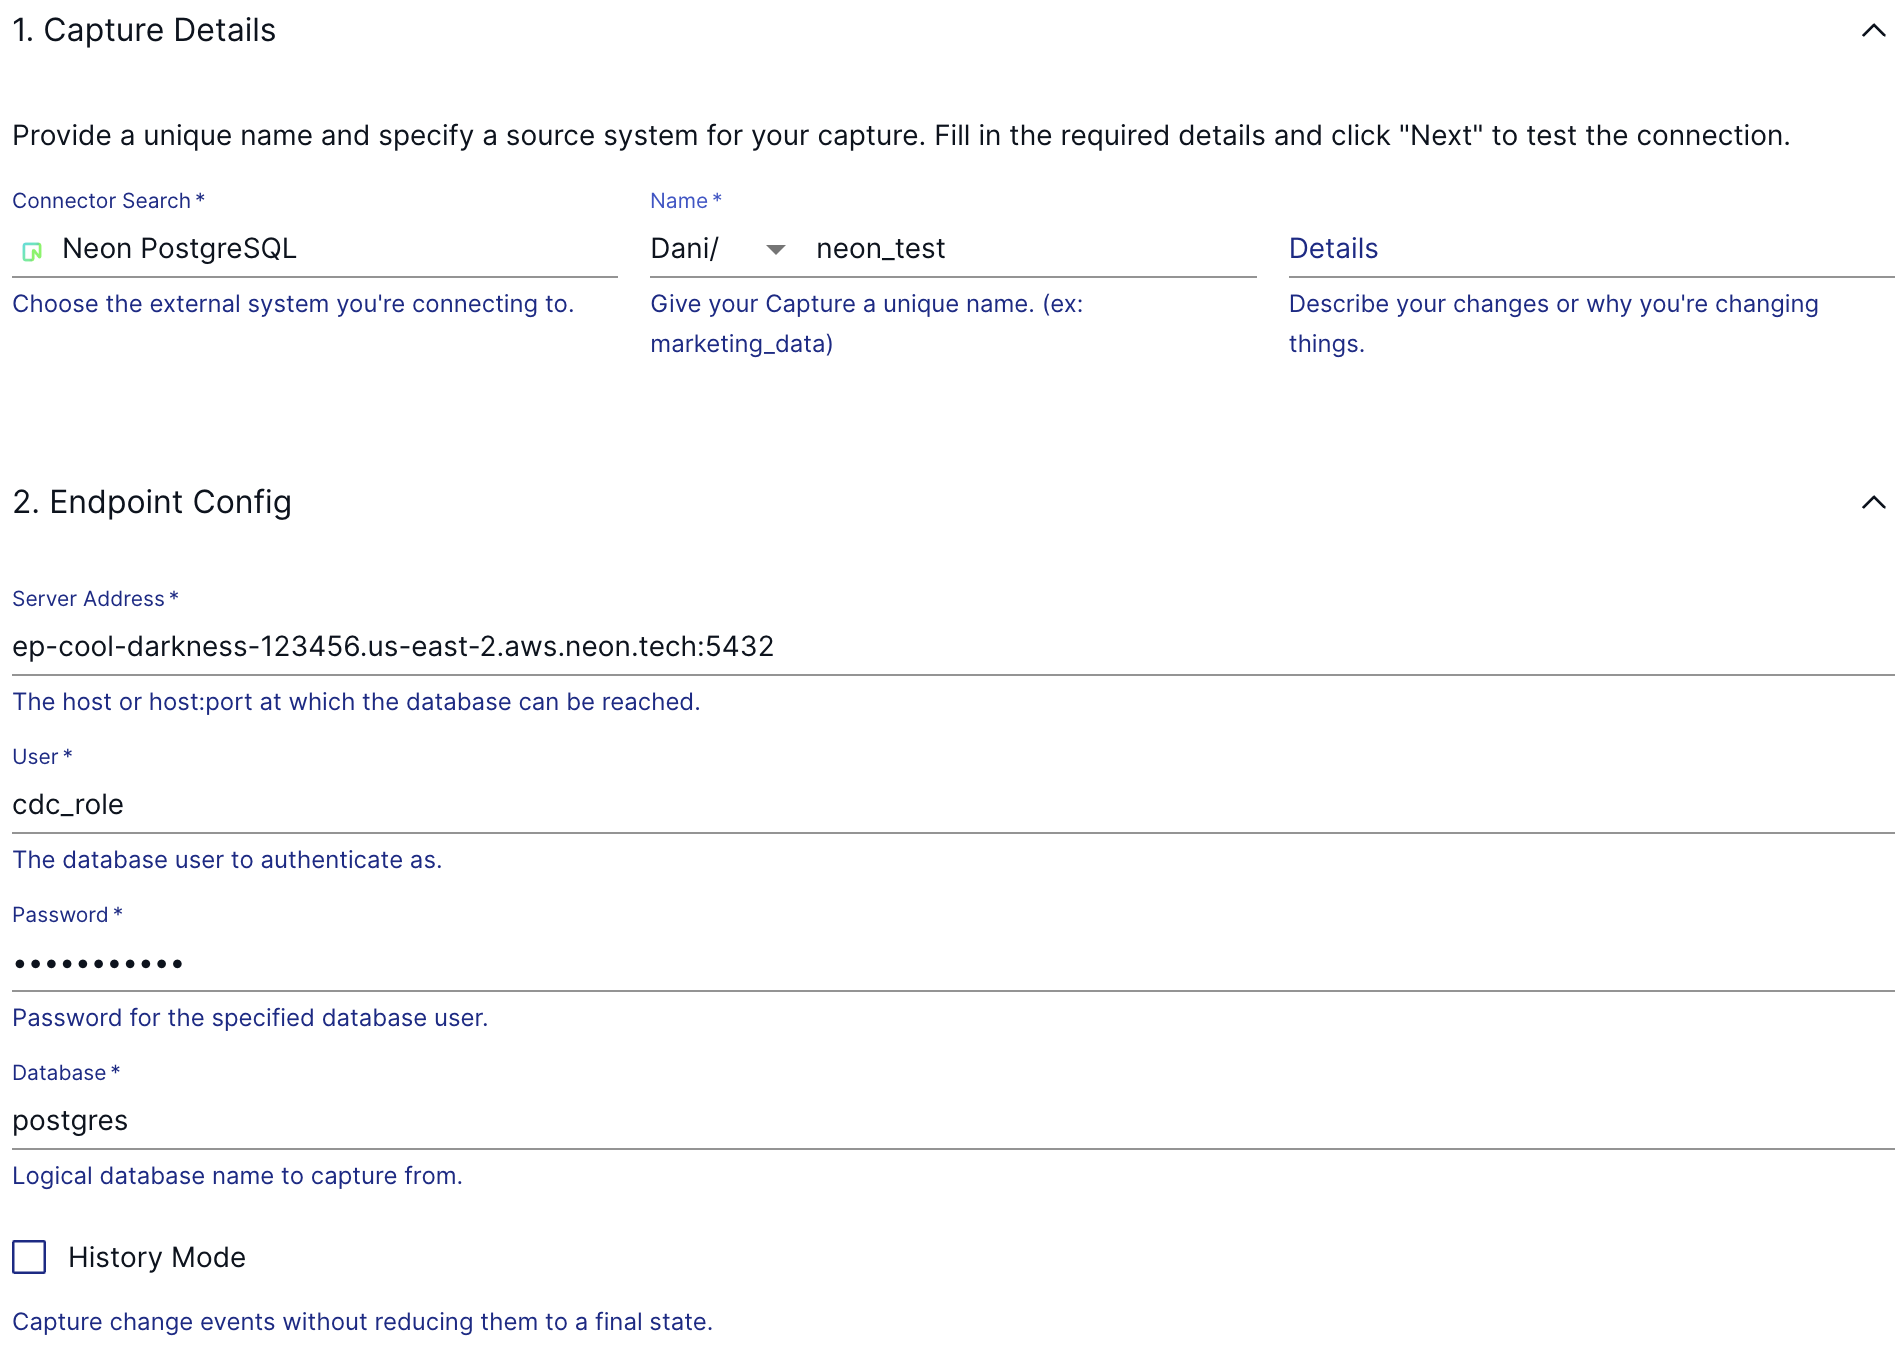 1. Capture Details
Provide a unique name and specify a source system for your capture. Fill in the required details and click "Next" to test the connection.
Connector Search *
Name *
Neon PostgreSQL
Dani/
neon_test
Details
Choose the external system you're connecting to.
Give your Capture a unique name. (ex:
marketing_data)
Describe your changes or why you're changing
things.
2. Endpoint Config
Server Address *
ep-cool-darkness-123456.us-east-2.aws.neon.tech:5432
The host or host:port at which the database can be reached.
User *
cdc_role
The database user to authenticate as.
Password *
•••••••••••
Password for the specified database user.
Database *
postgres
Logical database name to capture from.
History Mode
Capture change events without reducing them to a final state.